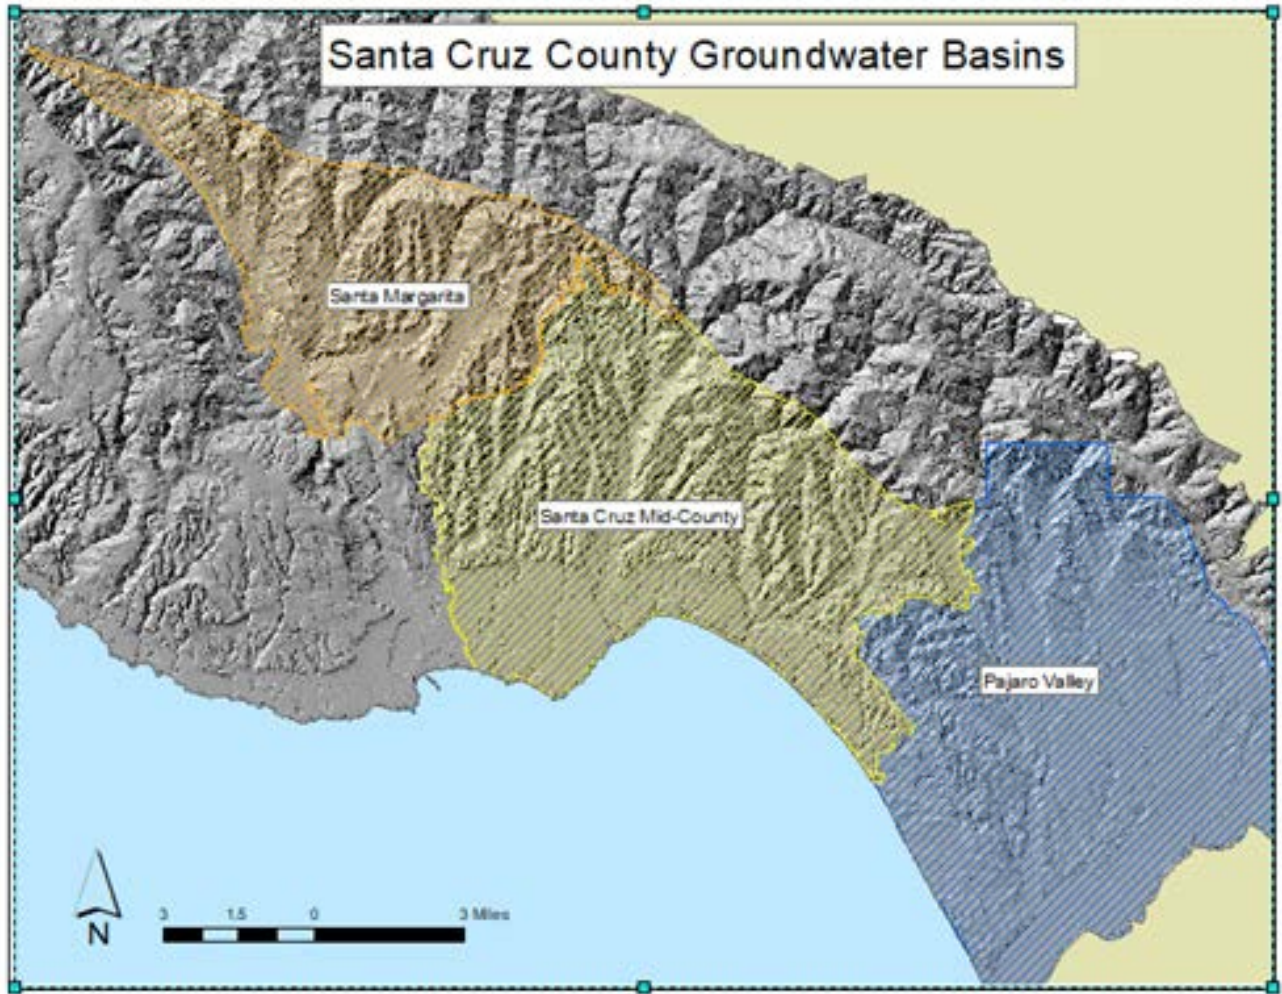 Santa Cruz County Groundwater Basins
Santa Margarita
Santa Cruz Mid-County
Pajaro Valley
N
3 1.5 0 3 Miles